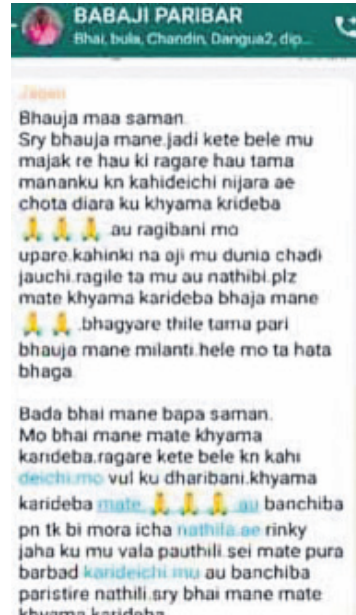 BABAJI PARIBAR
Bhai, bula, Chandin, Dangua2, dip...
Jagan
Bhauja maa saman.
Sry bhauja mane.jadi kete bele mu
majak re hau ki ragare hau tama
mananku kn kahideichi nijara ae
chota diara ku khyama krideba
🙏 🙏 🙏 au ragibani mo
upare.kahinki na aji mu dunia chadi
jauchi.ragile ta mu au nathibi.plz
mate khyama karideba bhaja mane
🙏 🙏 .bhagyare thile tama pari
bhauja mane milanti.hele mo ta hata
bhaga.
Bada bhai mane bapa saman.
Mo bhai mane mate khyama
karideba.ragare kete bele kn kahi
deichi.mo vul ku dharibani.khyama
karideba mate 🙏 🙏 🙏 au banchiba
pn tk bi mora icha nathila.ae rinky
jaha ku mu vala pauthili.sei mate pura
barbad karideichi mu au banchiba
paristire nathili.sry bhai mane mate
khyama karideba